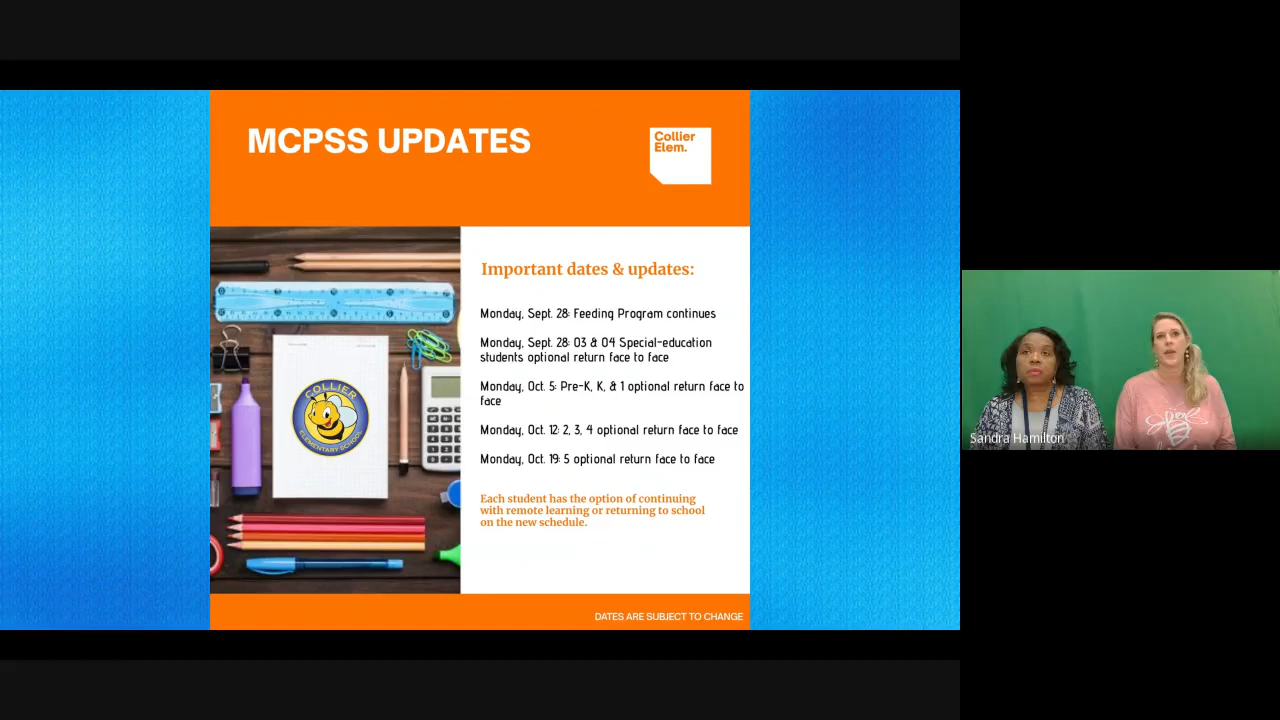 MCPSS UPDATES
Collier
Elem.
Important dates & updates:
Monday, Sept. 28: Feeding Program continues
Monday, Sept. 28: 03 & 04 Special-education
students optional return face to face
Monday, Oct. 5: Pre-K, K, & 1 optional return face to
face
Monday, Oct. 12: 2, 3, 4 optional return face to face
Monday, Oct. 19: 5 optional return face to face
Each student has the option of continuing
with remote learning or returning to school
on the new schedule.
COLLIER
ELEMENTARY SCHOOL
DATES ARE SUBJECT TO CHANGE
Sandra Hamilton